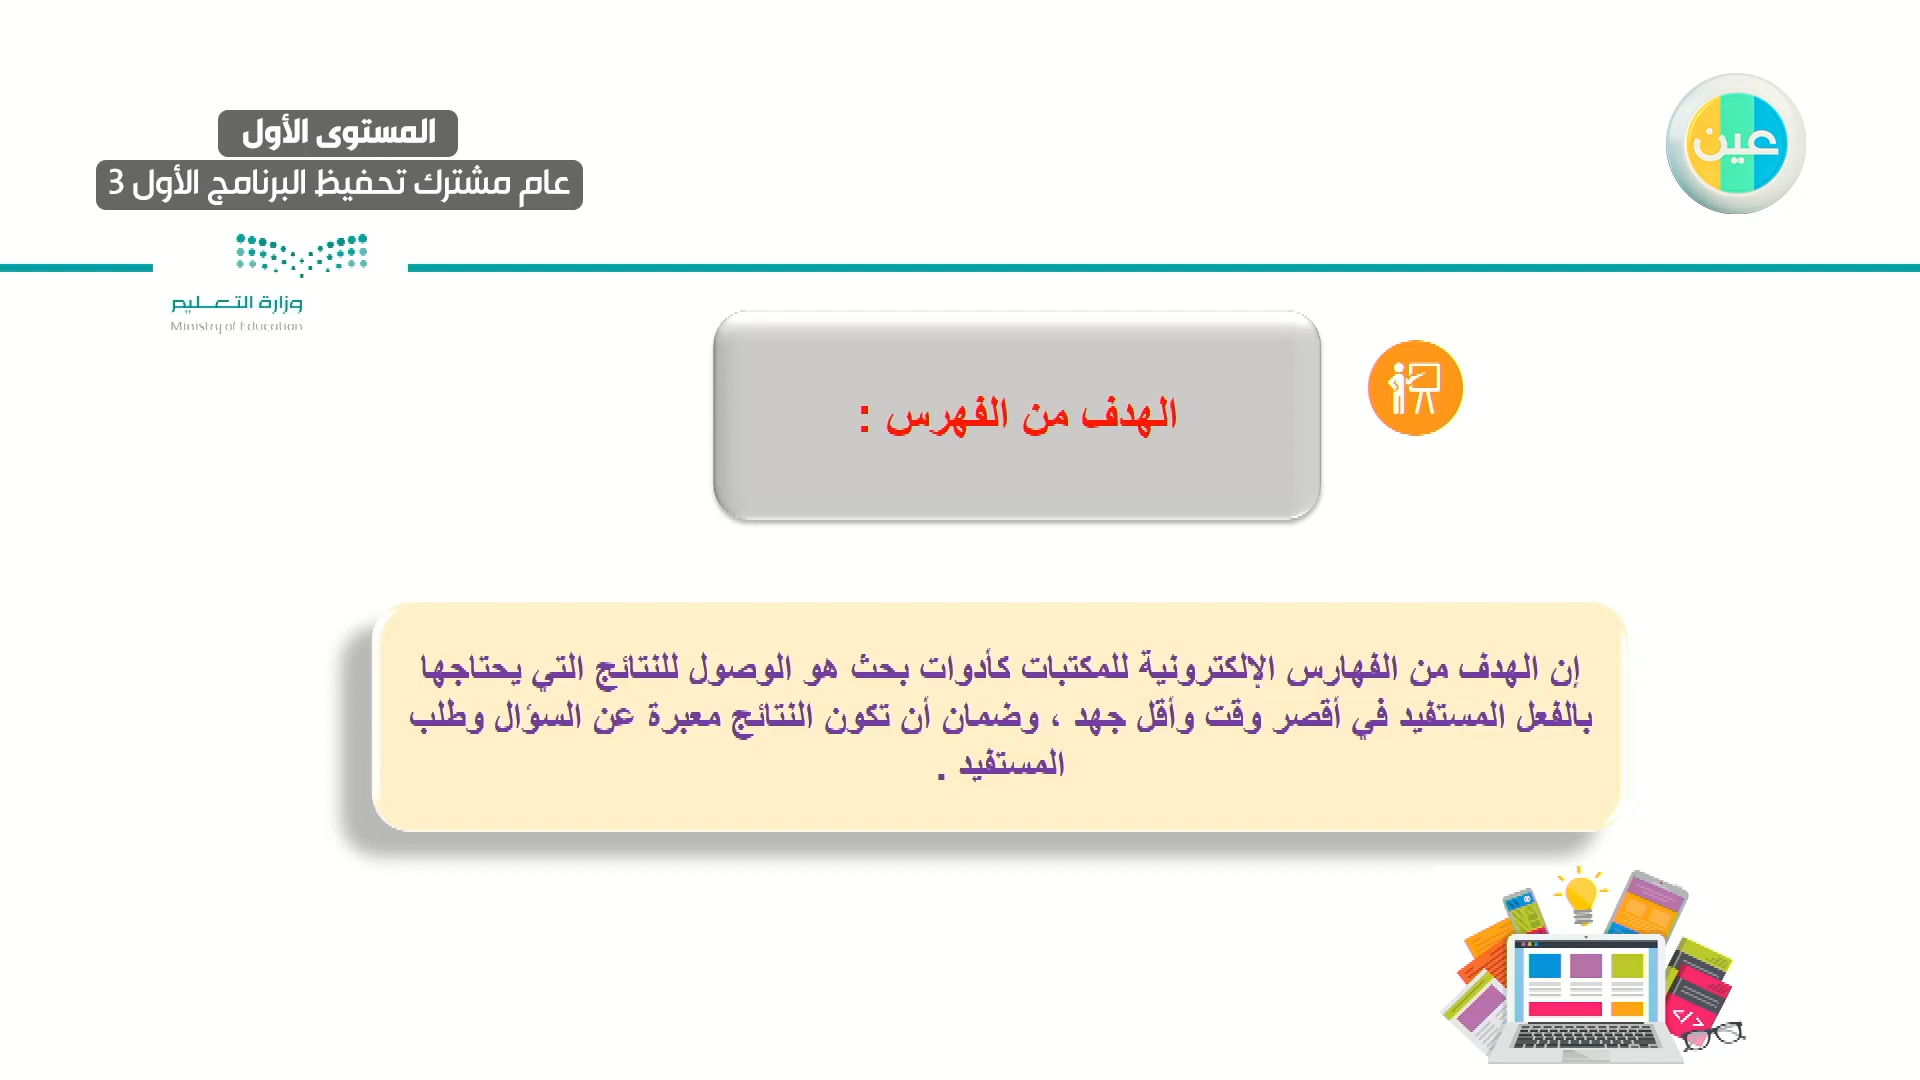 المستوى الأول
عام مشترك تحفيظ البرنامج الأول 3
عين
وزارة التعليم
Ministry of Education
الهدف من الفهرس :
إن الهدف من الفهارس الإلكترونية للمكتبات كأدوات بحث هو الوصول للنتائج التي يحتاجها
بالفعل المستفيد في أقصر وقت وأقل جهد ، وضمان أن تكون النتائج معبرة عن السؤال وطلب
المستفيد .